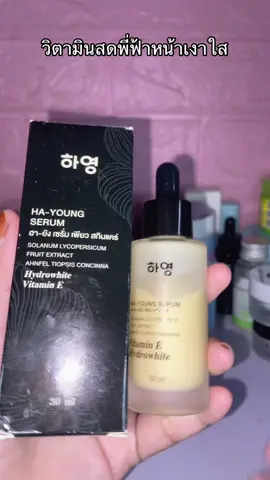 วิตามินสดพี่ฟ้าหน้าเงาใส
하영
HA-YOUNG
SERUM
ฮา-ยัง เซรั่ม เพียว สกินแคร์
SOLANUM LYCOPERSICUM
FRUIT EXTRACT
AHNFEL TIOPSIS CONCINNA
Hydrowhite
Vitamin E
30 ml
하영
HA-YOUNG SERUM
Vitamin E
Hydrowhite
30 ml